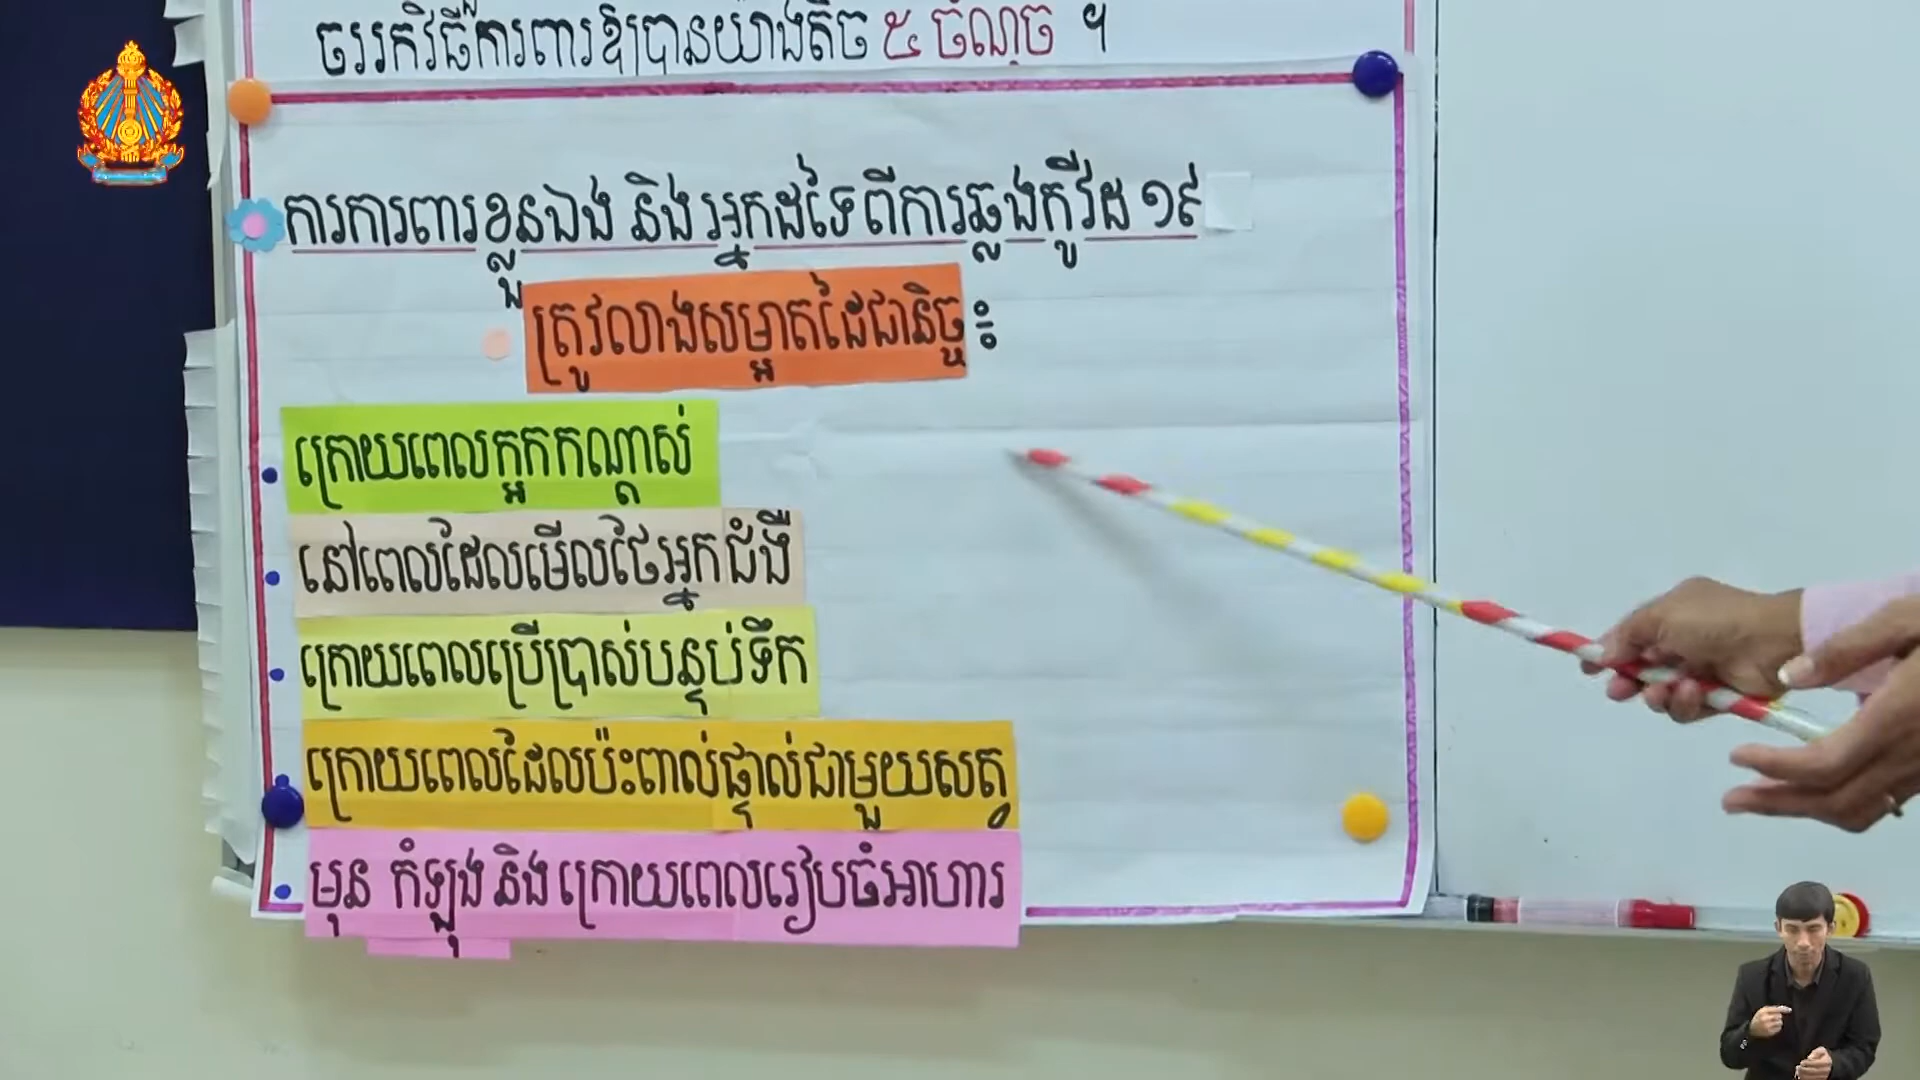 ចររកវិធីការពារឱ្យបានយ៉ាងតិច ៥ ចំណុច ។
ការការពារខ្លួនឯង និង អ្នកដទៃពីការឆ្លងកូវីដ ១៩
ត្រូវលាងសម្អាតដៃជានិច្ច ៖
ក្រោយពេលក្អកកណ្តាស់
នៅពេលដែលមើលថែអ្នកជំងឺ
ក្រោយពេលប្រើប្រាស់បន្ទប់ទឹក
ក្រោយពេលដែលប៉ះពាល់ផ្ទាល់ជាមួយសត្វ
មុន កំឡុង និង ក្រោយពេលរៀបចំអាហារ